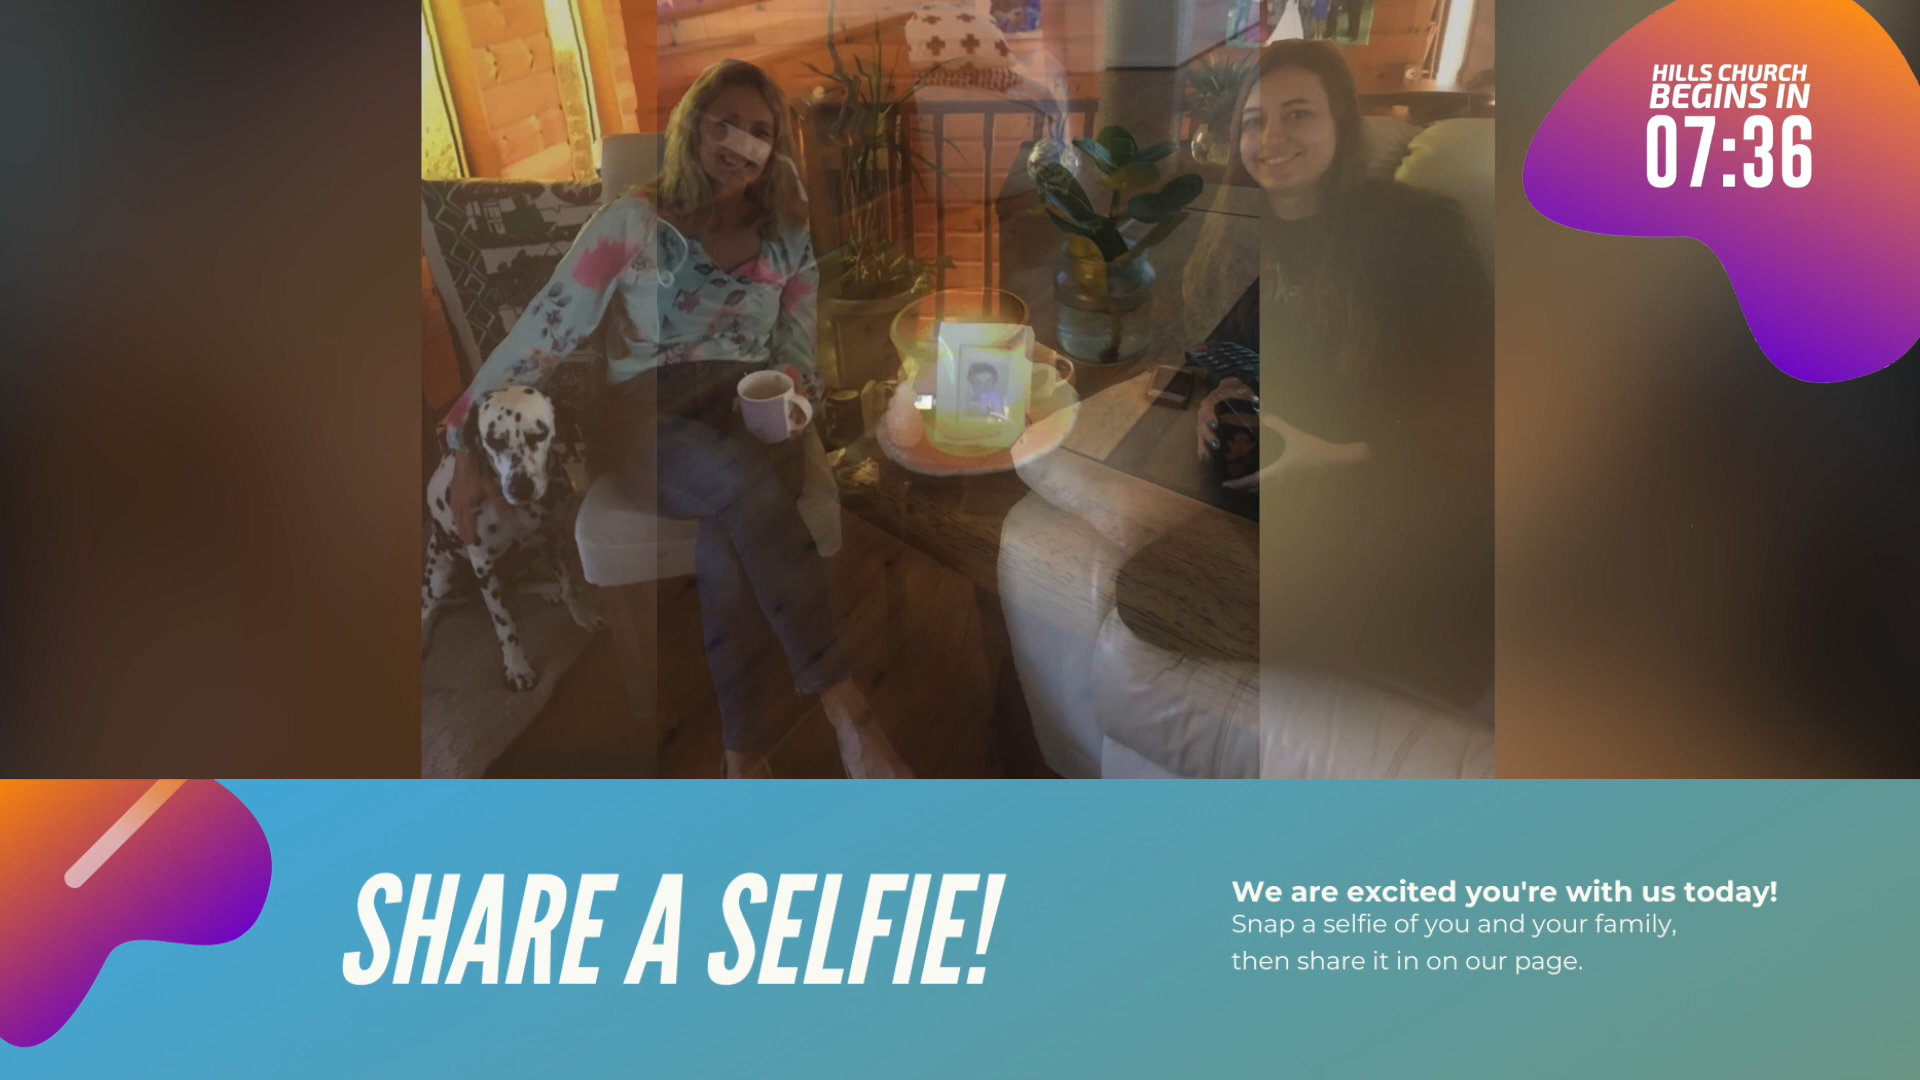 HILLS CHURCH
BEGINS IN
07:36
SHARE A SELFIE!
We are excited you're with us today!
Snap a selfie of you and your family,
then share it in on our page.